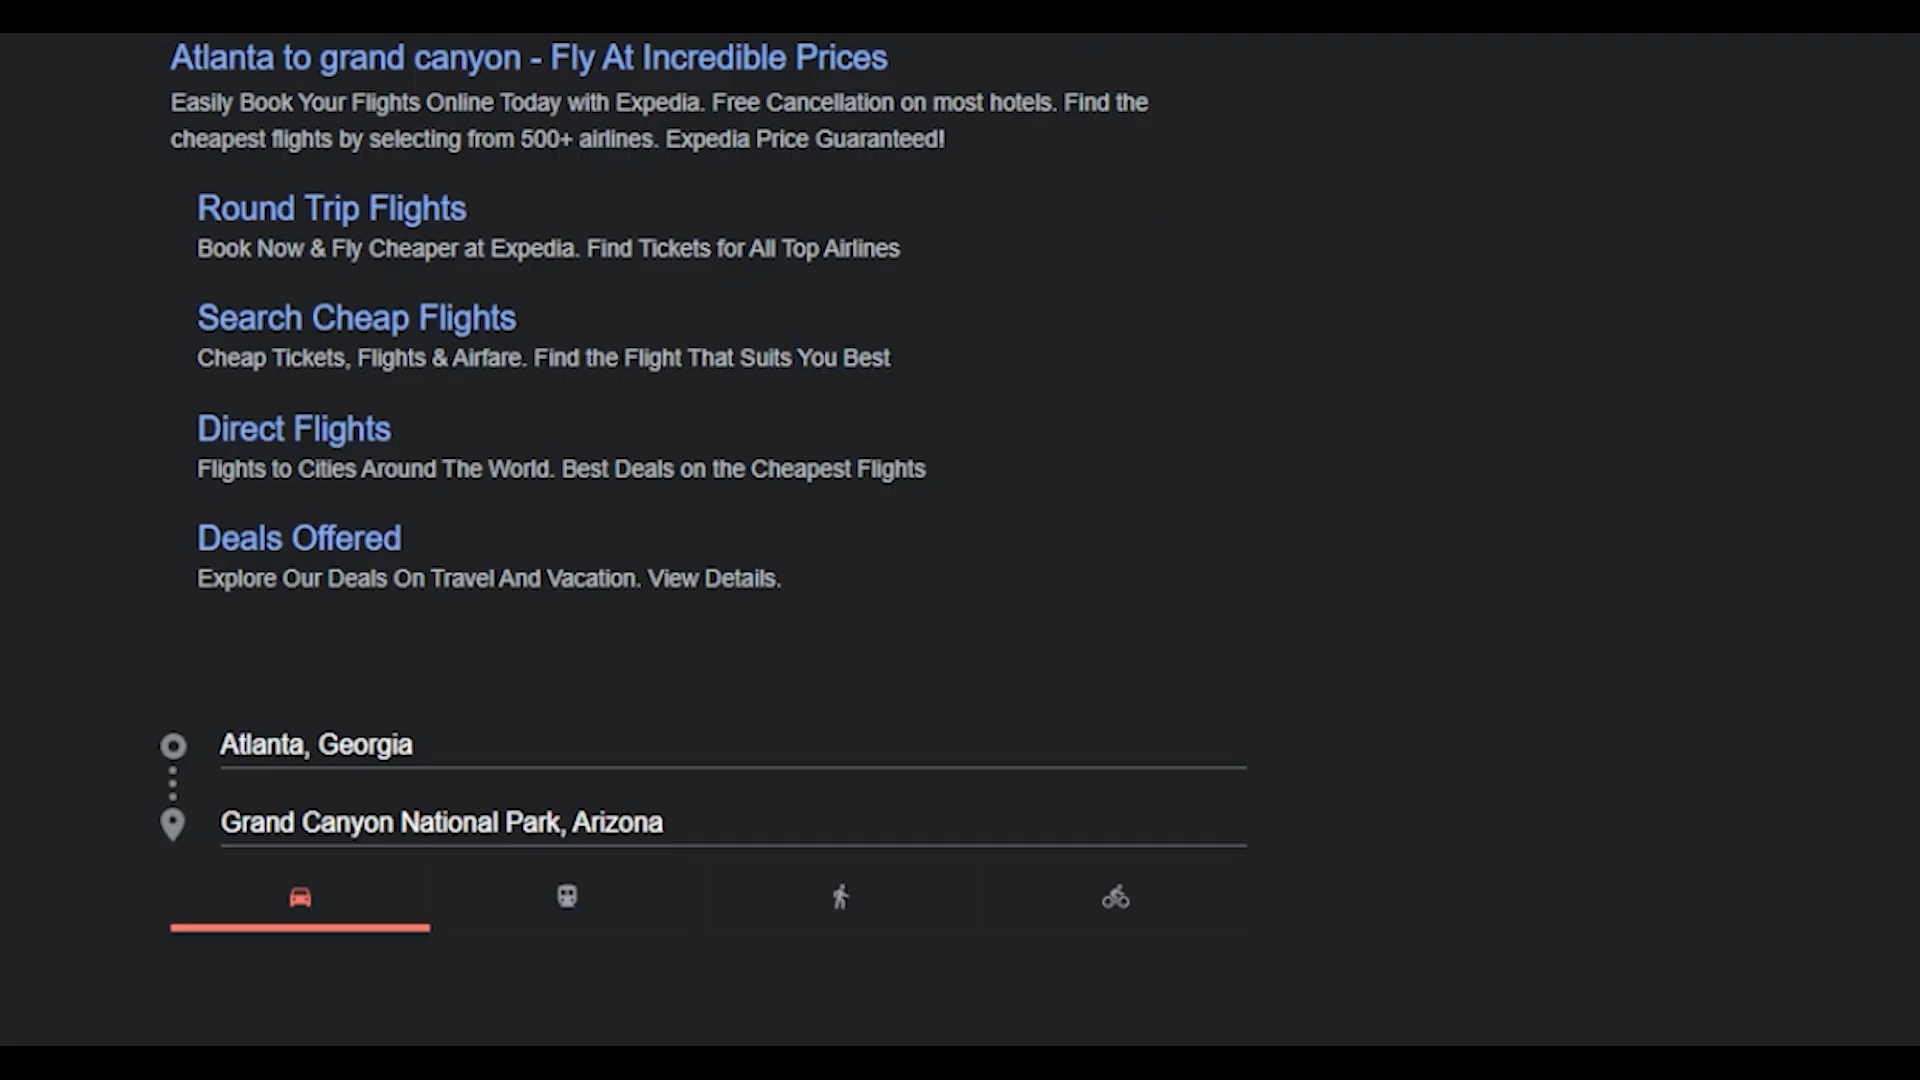 Atlanta to grand canyon - Fly At Incredible Prices
Easily Book Your Flights Online Today with Expedia. Free Cancellation on most hotels. Find the
cheapest flights by selecting from 500+ airlines. Expedia Price Guaranteed!
Round Trip Flights
Book Now & Fly Cheaper at Expedia. Find Tickets for All Top Airlines
Search Cheap Flights
Cheap Tickets, Flights & Airfare. Find the Flight That Suits You Best
Direct Flights
Flights to Cities Around The World. Best Deals on the Cheapest Flights
Deals Offered
Explore Our Deals On Travel And Vacation. View Details.
Atlanta, Georgia
Grand Canyon National Park, Arizona